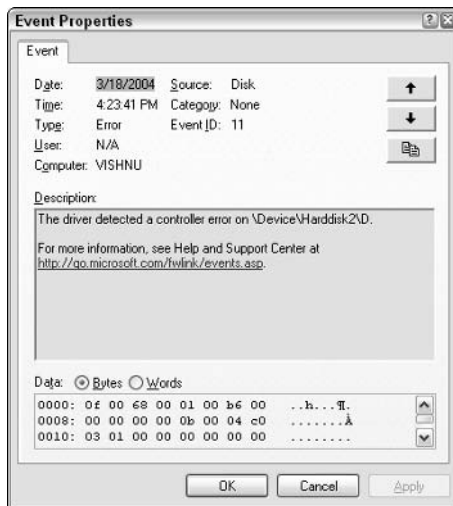 Event Properties
Event
Date: 3/18/2004 Source: Disk
Time: 4:23:41 PM Category: None
Type: Error Event ID: 11
User: N/A
Computer: VISHNU
Description:
The driver detected a controller error on \Device\Harddisk2\D.
For more information, see Help and Support Center at
http://go.microsoft.com/fwlink/events.asp.
Data: Bytes Words
0000: 0f 00 68 00 01 00 b6 00 ..h...¶.
0008: 00 00 00 00 0b 00 04 c0 .......À
0010: 03 01 00 00 00 00 00 00 ........
OK Cancel Apply